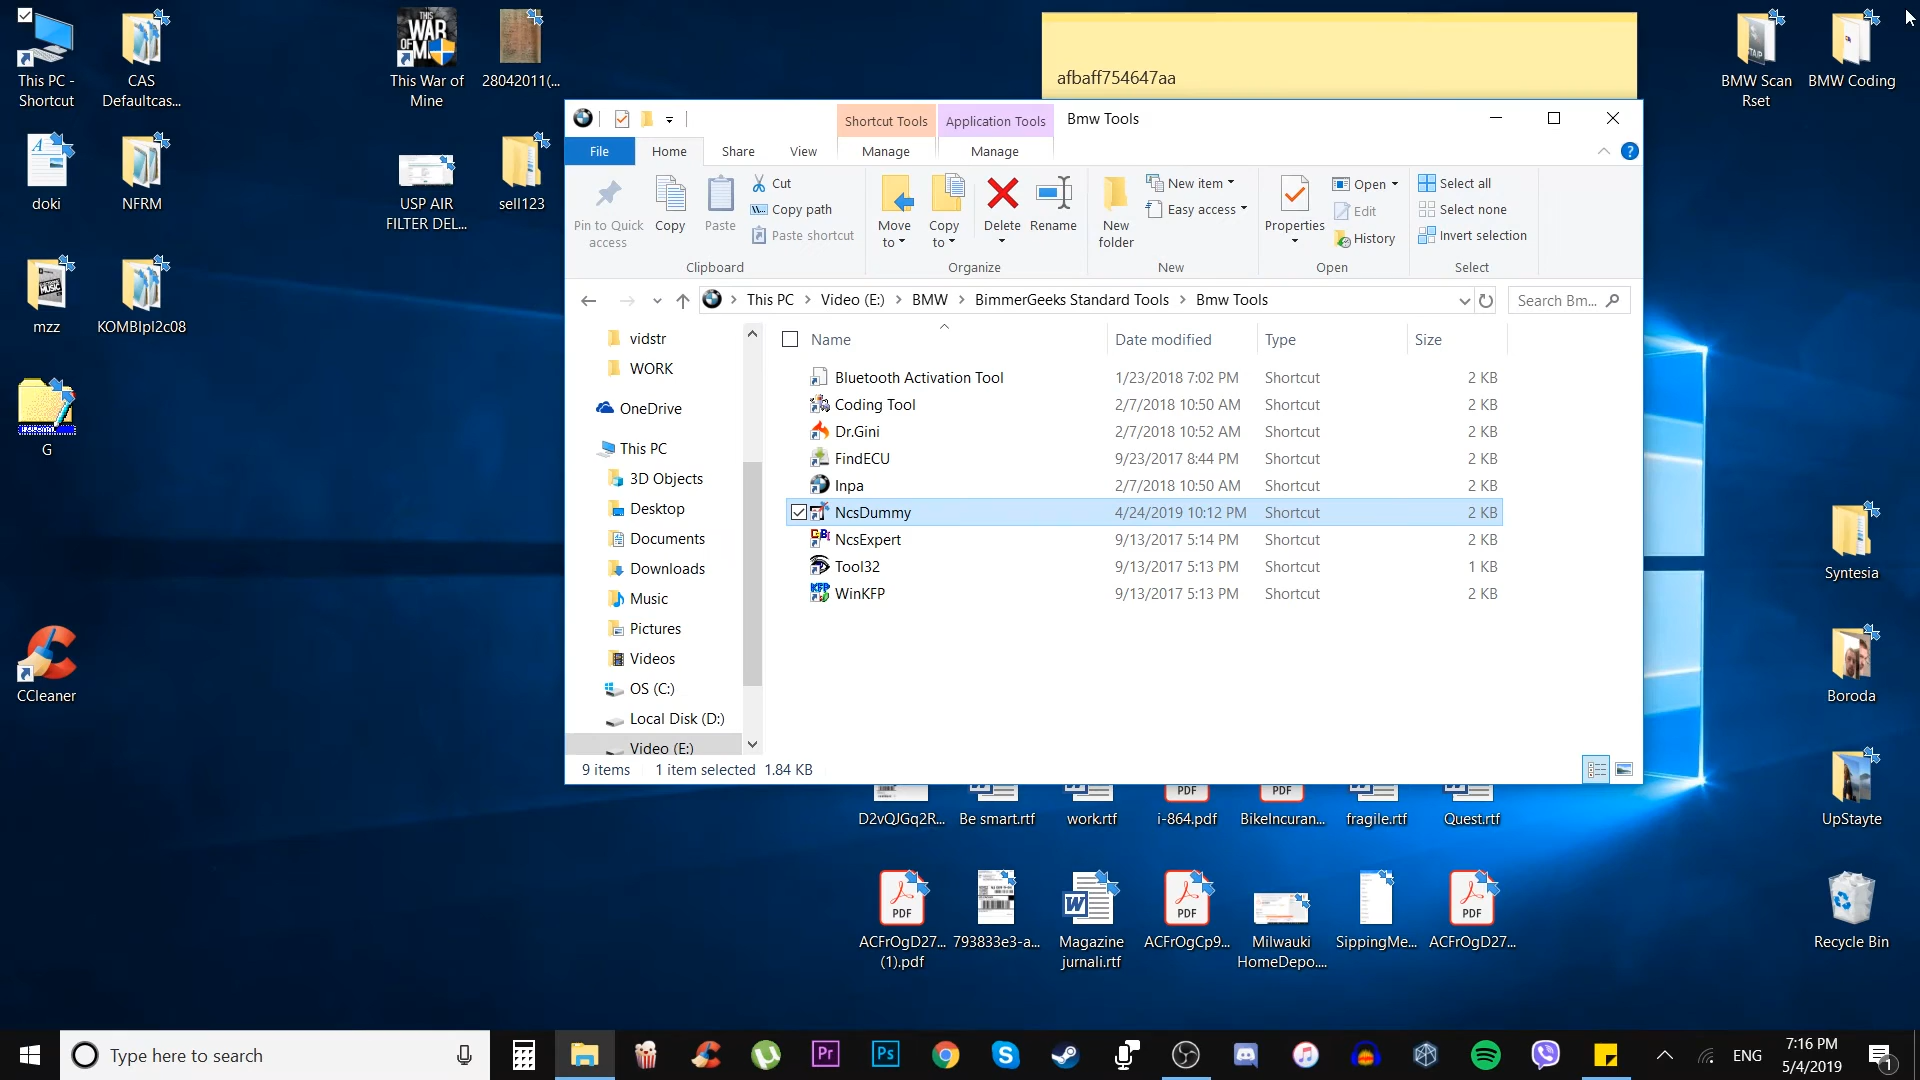 This PC - Shortcut
CAS Defaultcas...
This War of Mine
28042011(...
doki
NFRM
USP AIR FILTER DEL...
sell123
mzz
KOMBIpl2c08
G
CCleaner
afbaff754647aa
BMW Scan Rset
BMW Coding
Syntesia
Boroda
UpStayte
Recycle Bin
Shortcut Tools
Application Tools
Bmw Tools
File
Home
Share
View
Manage
Manage
Pin to Quick access
Copy
Paste
Cut
Copy path
Paste shortcut
Clipboard
Move to
Copy to
Delete
Rename
Organize
New folder
New item
Easy access
New
Properties
Open
Edit
History
Open
Select all
Select none
Invert selection
Select
This PC > Video (E:) > BMW > BimmerGeeks Standard Tools > Bmw Tools
Search Bm...
vidstr
WORK
OneDrive
This PC
3D Objects
Desktop
Documents
Downloads
Music
Pictures
Videos
OS (C:)
Local Disk (D:)
Video (E:)
Name Date modified Type Size
Bluetooth Activation Tool 1/23/2018 7:02 PM Shortcut 2 KB
Coding Tool 2/7/2018 10:50 AM Shortcut 2 KB
Dr.Gini 2/7/2018 10:52 AM Shortcut 2 KB
FindECU 9/23/2017 8:44 PM Shortcut 2 KB
Inpa 2/7/2018 10:50 AM Shortcut 2 KB
NcsDummy 4/24/2019 10:12 PM Shortcut 2 KB
NcsExpert 9/13/2017 5:14 PM Shortcut 2 KB
Tool32 9/13/2017 5:13 PM Shortcut 1 KB
WinKFP 9/13/2017 5:13 PM Shortcut 2 KB
9 items 1 item selected 1.84 KB
D2vQJGq2R...
Be smart.rtf
work.rtf
i-864.pdf
BikeIncuran...
fragile.rtf
Quest.rtf
ACFrOgD27... (1).pdf
793833e3-a...
Magazine jurnali.rtf
ACFrOgCp9...
Milwauki HomeDepo....
SippingMe...
ACFrOgD27...
Type here to search
ENG
7:16 PM
5/4/2019
1